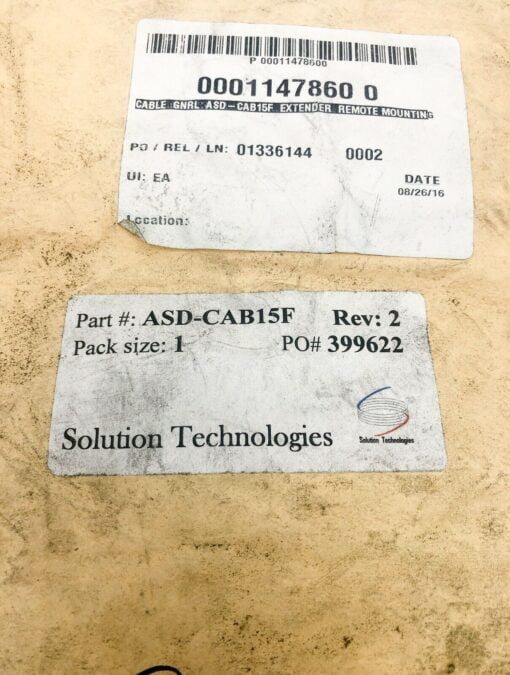 P 00011478600
0001147860 0
CABLE:GNRL:ASD-CAB15F EXTENDER REMOTE MOUNTING
PO / REL / LN: 01336144 0002
UI: EA
DATE
08/26/16
Location:
Part #: ASD-CAB15F Rev: 2
Pack size: 1 PO# 399622
Solution Technologies
Solution Technologies